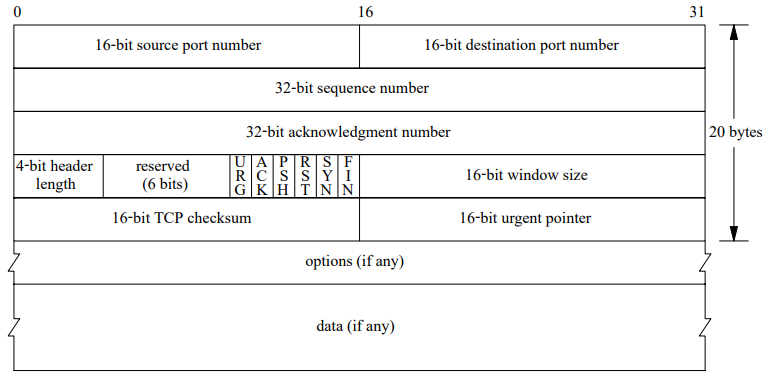 0 16 31
16-bit source port number 16-bit destination port number
32-bit sequence number
32-bit acknowledgment number
20 bytes
4-bit header
length
reserved
(6 bits)
URG ACK PSH RST SYN FIN
16-bit window size
16-bit TCP checksum 16-bit urgent pointer
options (if any)
data (if any)